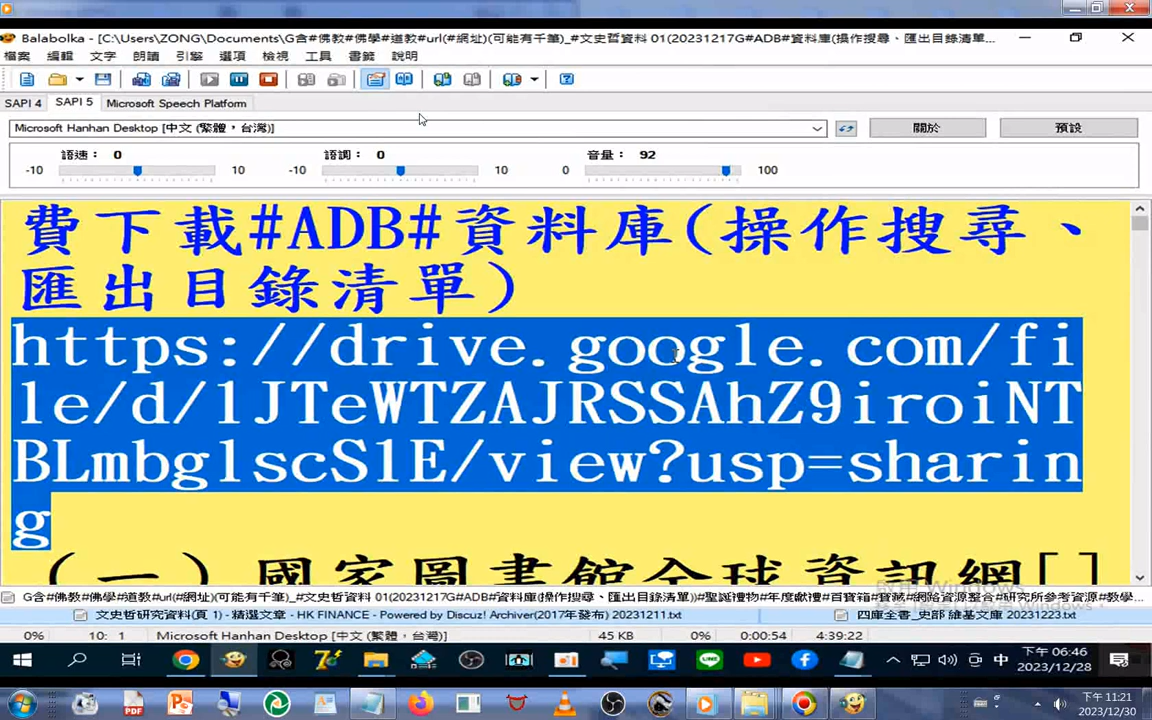 Balabolka - [C:\Users\ZONG\Documents\G含#佛教#佛學#道教#url(#網址)(可能有千筆)_#文史哲資料 01(20231217G#ADB#資料庫(操作搜尋、匯出目錄清單...
檔案 編輯 文字 朗讀 引擎 選項 檢視 工具 書籤 說明
SAPI 4 SAPI 5 Microsoft Speech Platform
Microsoft Hanhan Desktop [中文 (繁體，台灣)] 關於 預設
語速： 0 語調： 0 音量： 92
-10 10 -10 10 0 100
費下載#ADB#資料庫(操作搜尋、
匯出目錄清單)
https://drive.google.com/fi
le/d/1JTeWTZAJRSSAhZ9iroiNT
BLmbglscS1E/view?usp=sharin
g
(一) 國家圖書館全球資訊網[]
G含#佛教#佛學#道教#url(#網址)(可能有千筆)_#文史哲資料 01(20231217G#ADB#資料庫(操作搜尋、匯出目錄清單))#聖誕禮物#年度獻禮#百寶箱#寶藏#網路資源整合#研究所參考資源#教學...
文史哲研究資料(頁 1) - 精選文章 - HK FINANCE - Powered by Discuz! Archiver(2017年發布) 20231211.txt 四庫全書_史部 維基文庫 20231223.txt
0% 10: 1 Microsoft Hanhan Desktop [中文 (繁體，台灣)] 45 KB 0% 0:00:54 4:39:22
中 下午 06:46
2023/12/28
下午 11:21
2023/12/30